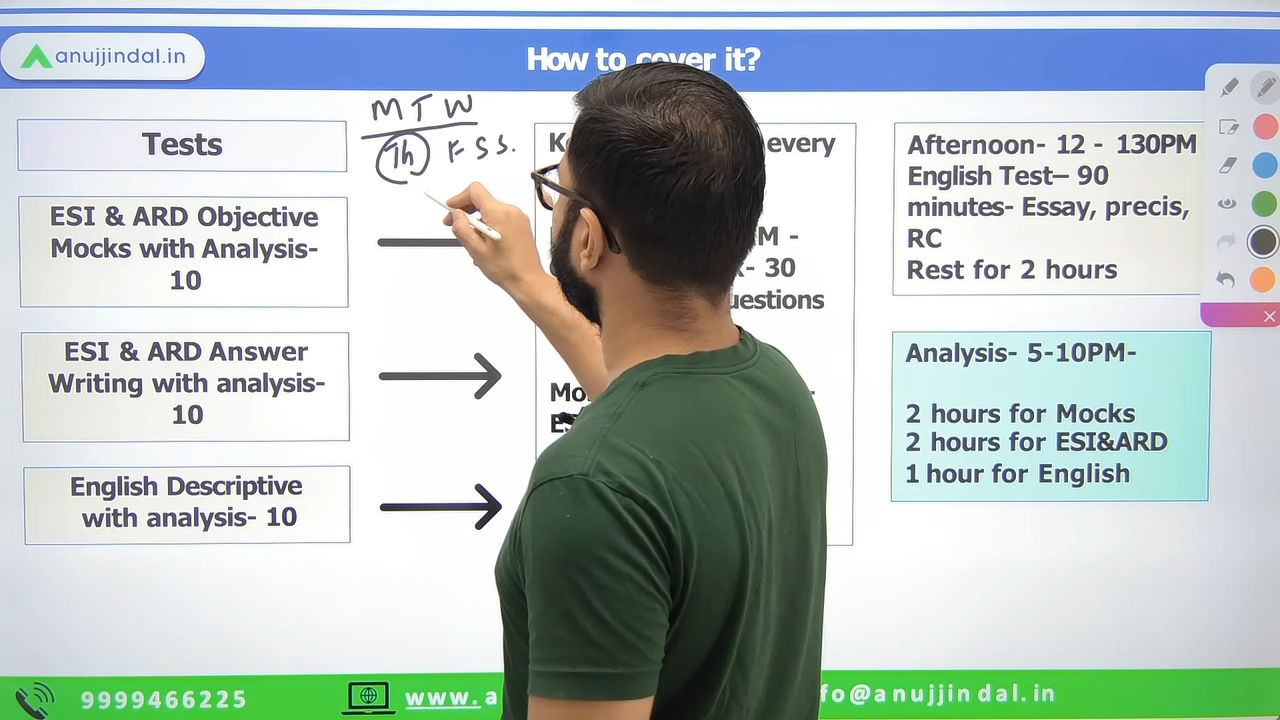 anujjindal.in
How to cover it?
M T W
Th F S S.
Tests
ESI & ARD Objective
Mocks with Analysis-
10
ESI & ARD Answer
Writing with analysis-
10
English Descriptive
with analysis- 10
every
M -
- 30
Afternoon- 12 - 130PM
English Test– 90
minutes- Essay, precis,
RC
Rest for 2 hours
Analysis- 5-10PM-
2 hours for Mocks
2 hours for ESI&ARD
1 hour for English
9999466225
www.a
fo@anujjindal.in